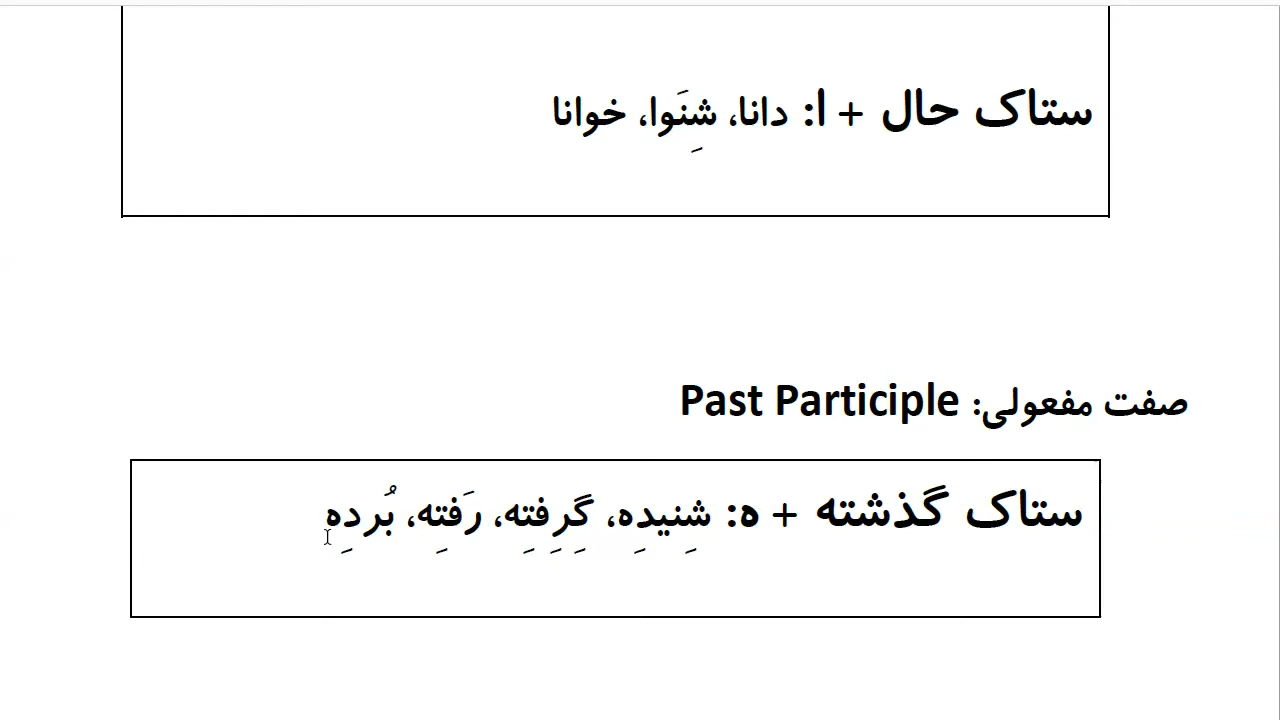 ستاک حال + ا: دانا، شِنَوا، خوانا
صفت مفعولی: Past Participle
ستاک گذشته + ه: شِنیدِه، گِرِفتِه، رَفتِه، بُردِه